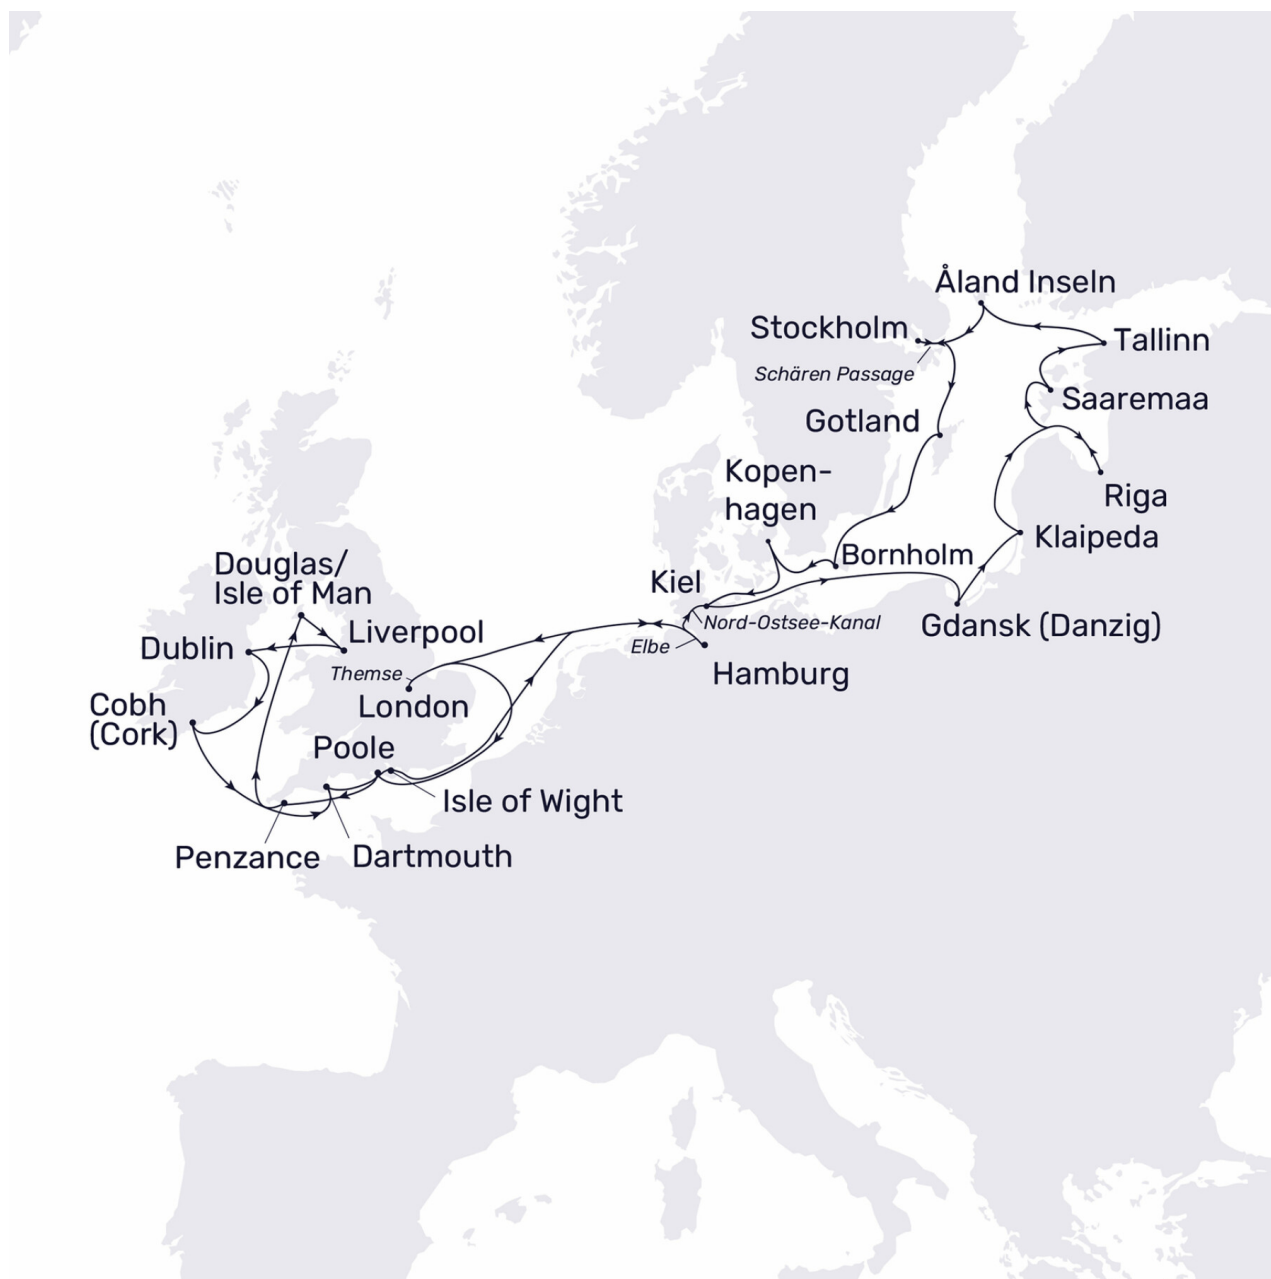 Åland Inseln
Stockholm
Tallinn
Schären Passage
Saaremaa
Gotland
Kopen-
hagen
Riga
Klaipeda
Bornholm
Kiel
Nord-Ostsee-Kanal
Gdansk (Danzig)
Elbe
Hamburg
Douglas/
Isle of Man
Liverpool
Dublin
Themse
London
Cobh
(Cork)
Poole
Isle of Wight
Penzance
Dartmouth